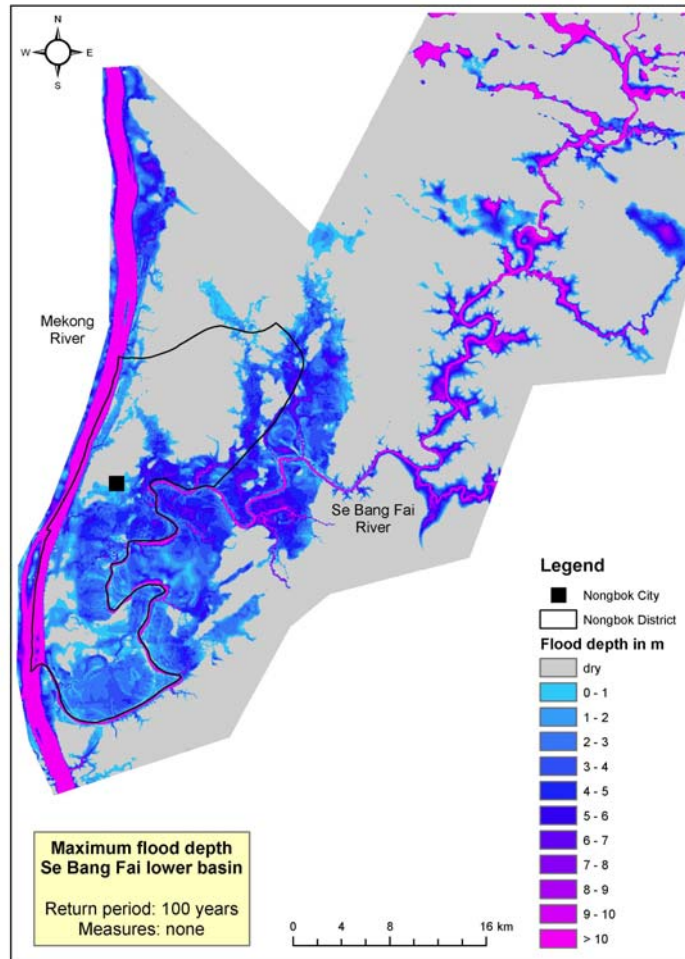 N
W E
S
Mekong
River
Se Bang Fai
River
Legend
Nongbok City
Nongbok District
Flood depth in m
dry
0 - 1
1 - 2
2 - 3
3 - 4
4 - 5
5 - 6
6 - 7
7 - 8
8 - 9
9 - 10
> 10
Maximum flood depth
Se Bang Fai lower basin
Return period: 100 years
Measures: none
0 4 8 16 km